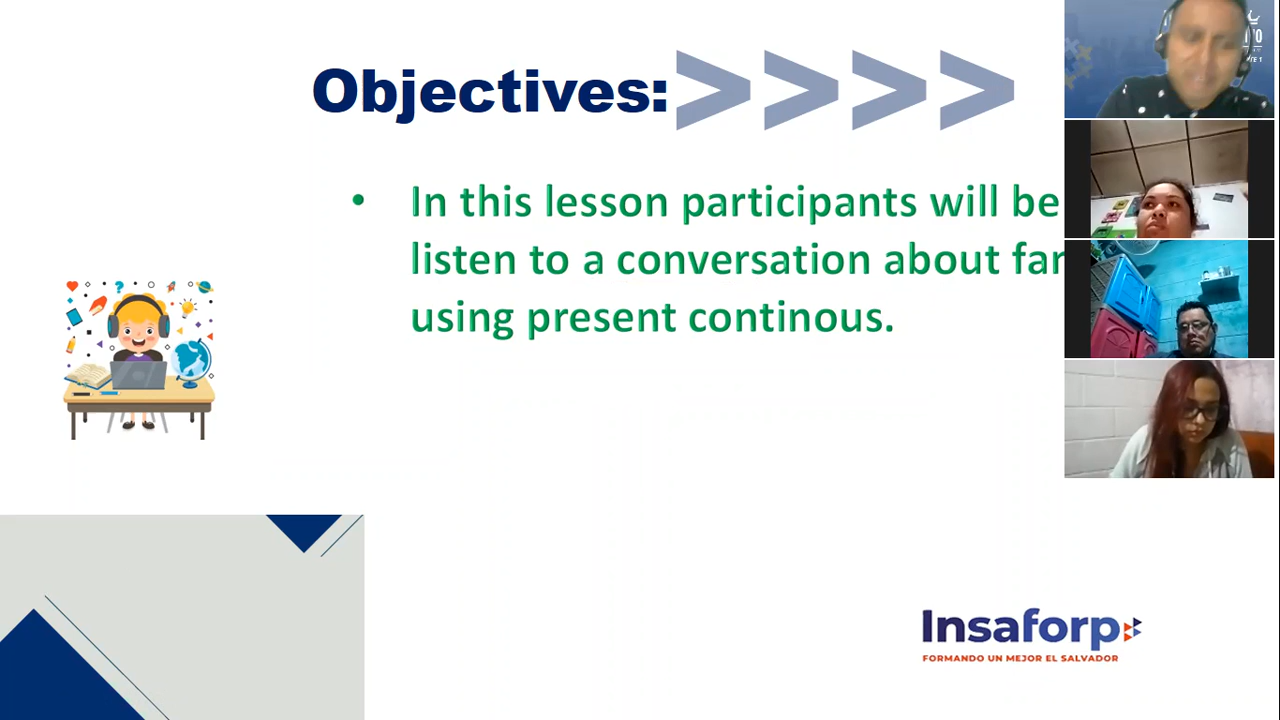 Objectives:
In this lesson participants will be
listen to a conversation about
using present continous.
Insaforp
FORMANDO UN MEJOR EL SALVADOR